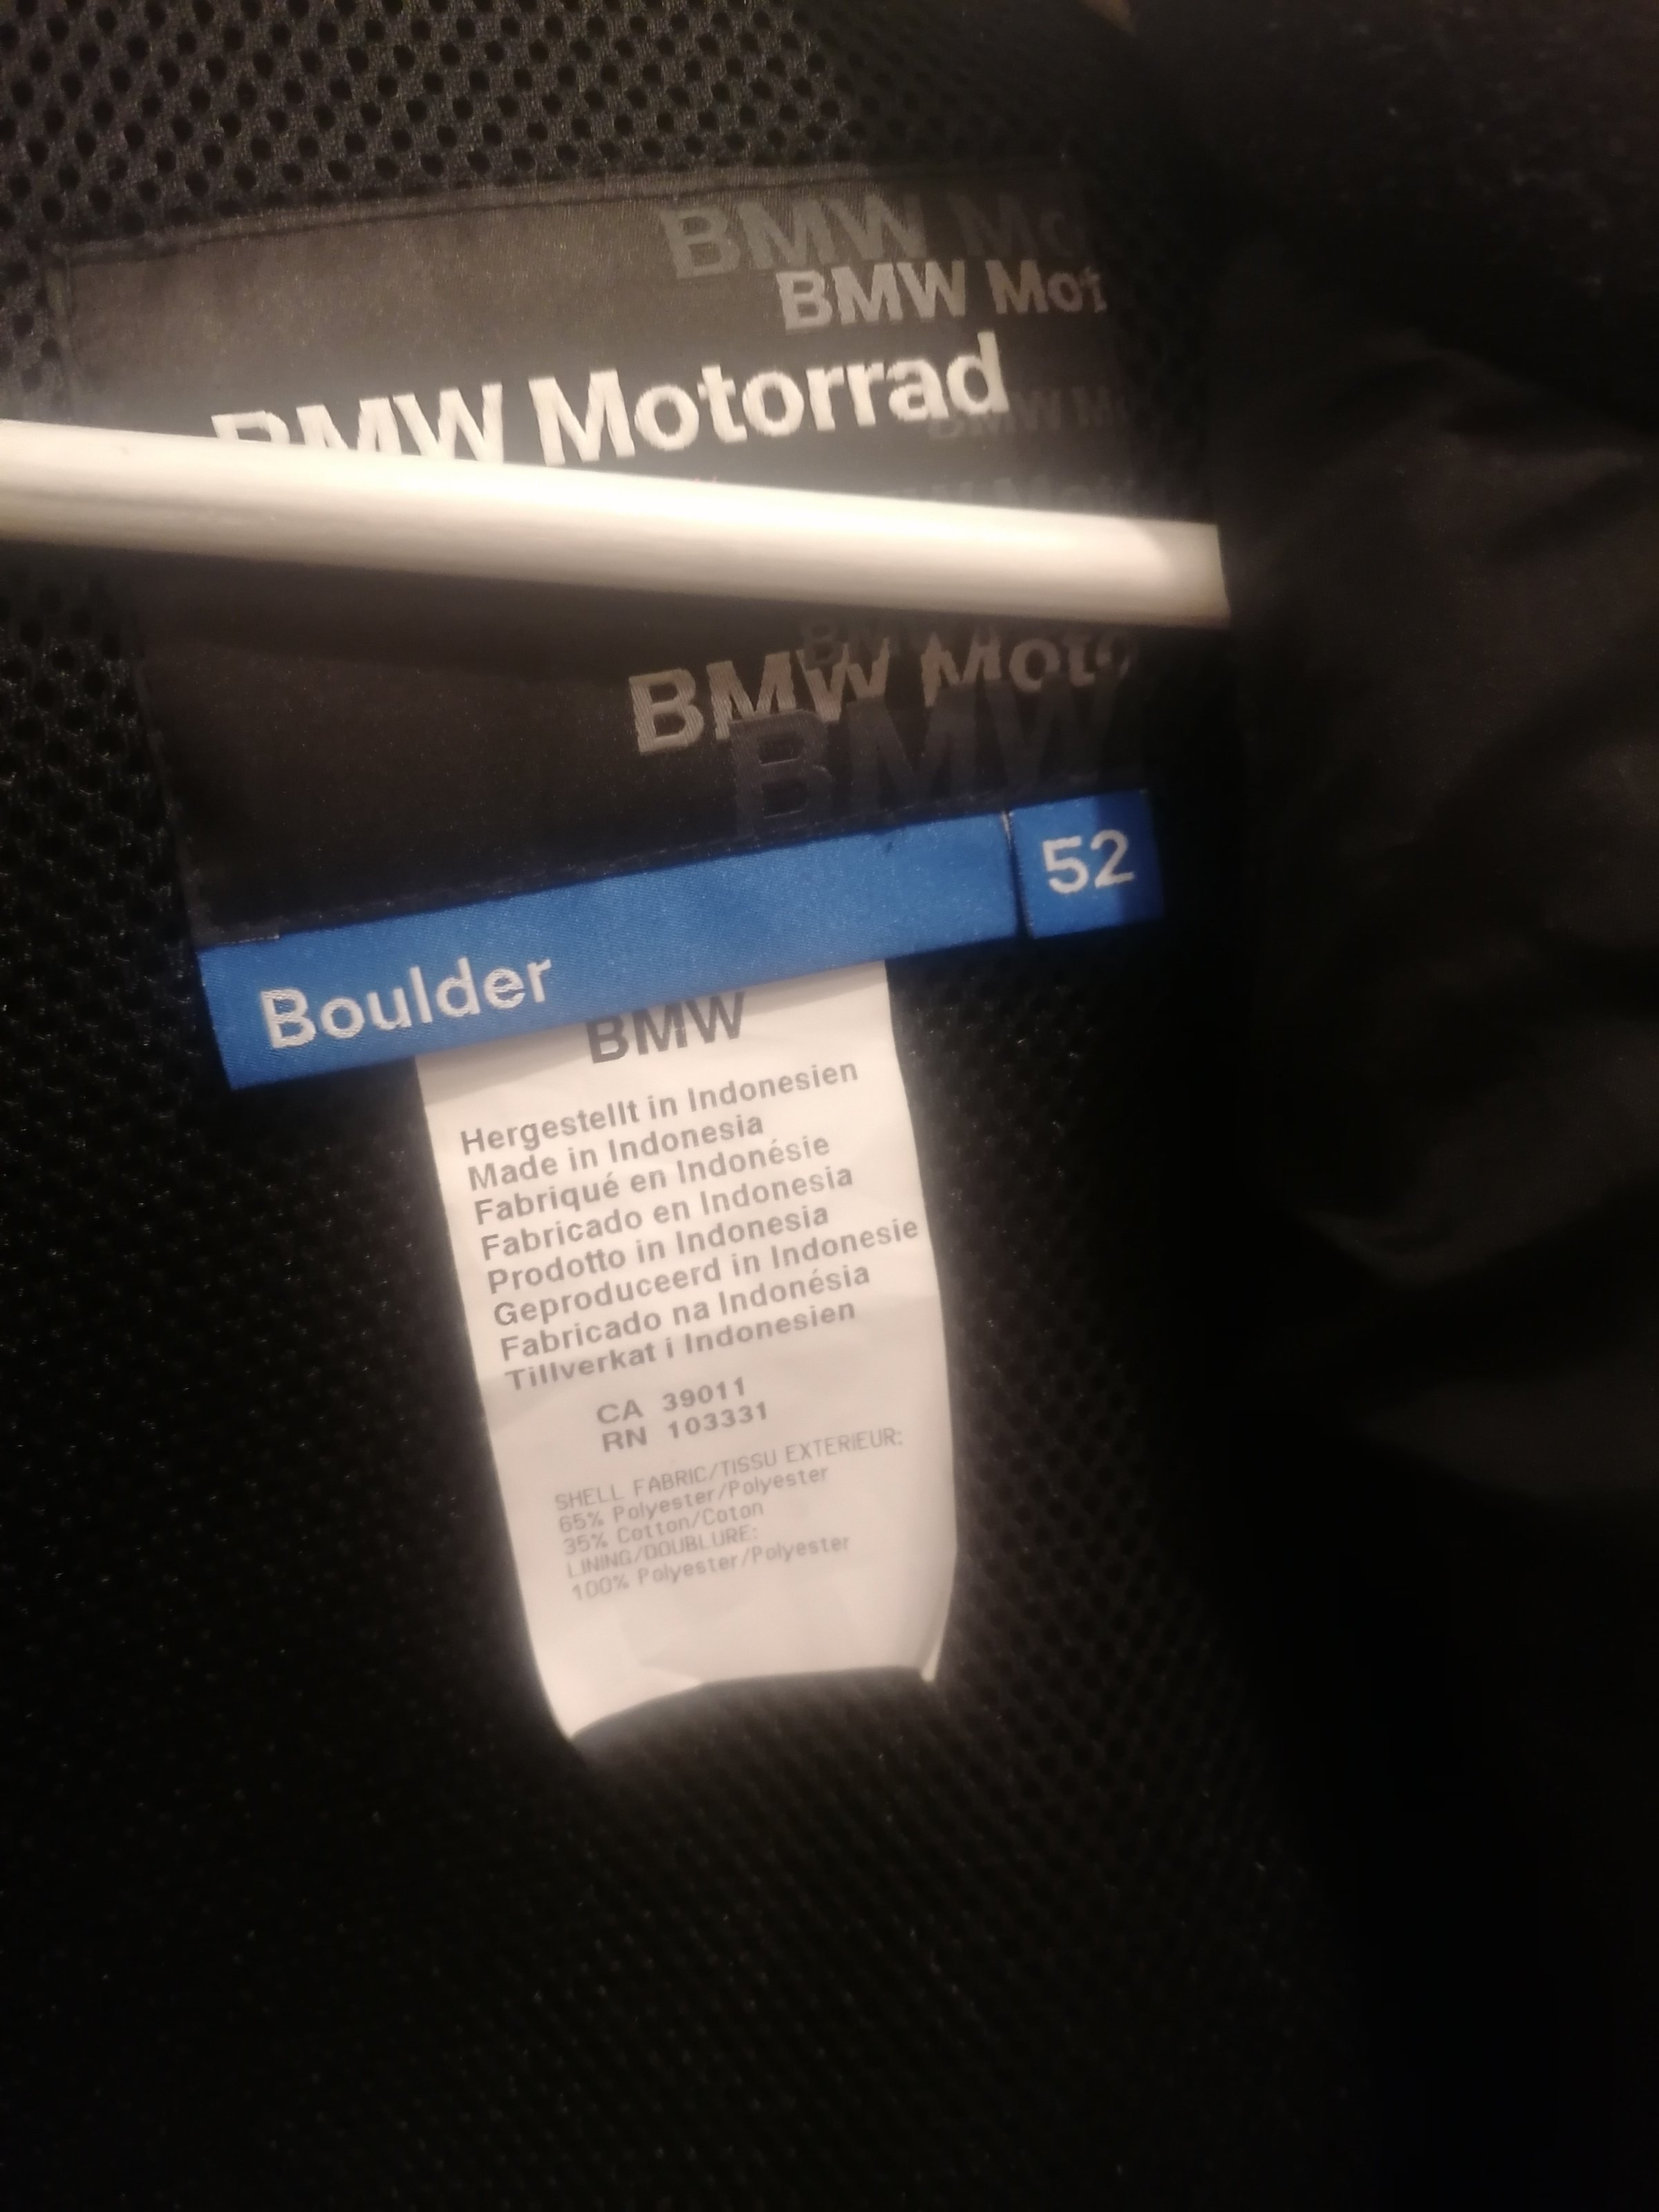 BMW Mo
BMW Mot
BMW Motorrad
BMW Moto
BMW
52
Boulder
BMW
Hergestellt in Indonesien
Made in Indonesia
Fabriqué en Indonésie
Fabricado en Indonesia
Prodotto in Indonesia
Geproduceerd in Indonesie
Fabricado na Indonésia
Tillverkat i Indonesien
CA 39011
RN 103331
SHELL FABRIC/TISSU EXTERIEUR:
65% Polyester/Polyester
35% Cotton/Coton
LINING/DOUBLURE:
100% Polyester/Polyester